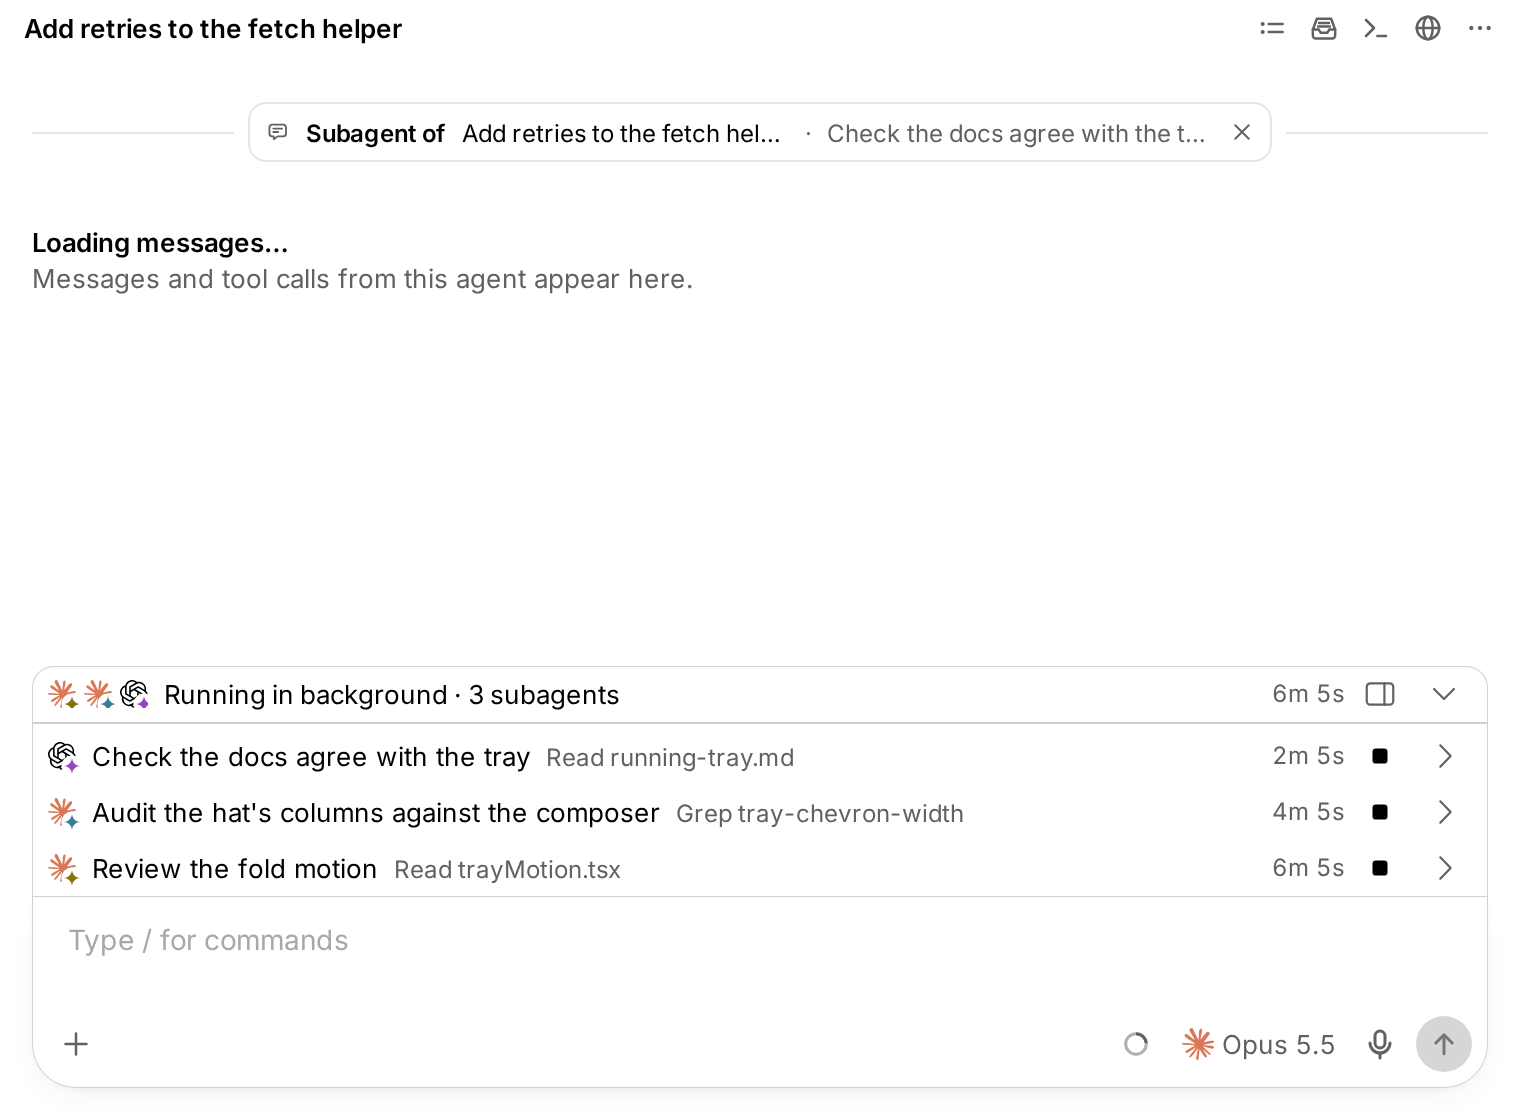 Add retries to the fetch helper
Subagent of Add retries to the fetch hel... · Check the docs agree with the t...
Loading messages...
Messages and tool calls from this agent appear here.
Running in background · 3 subagents 6m 5s
Check the docs agree with the tray Read running-tray.md 2m 5s
Audit the hat's columns against the composer Grep tray-chevron-width 4m 5s
Review the fold motion Read trayMotion.tsx 6m 5s
Type / for commands
Opus 5.5